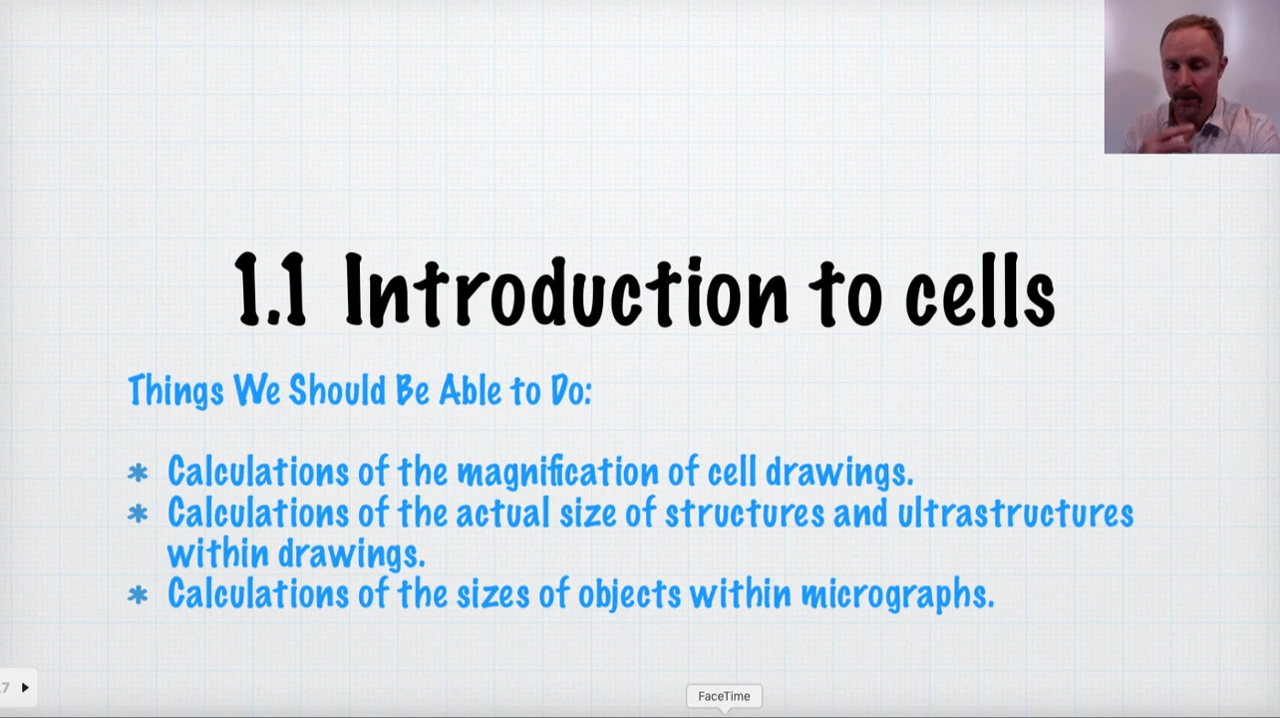 1.1 Introduction to cells
Things We Should Be Able to Do:
* Calculations of the magnification of cell drawings.
* Calculations of the actual size of structures and ultrastructures
within drawings.
* Calculations of the sizes of objects within micrographs.
.7
FaceTime